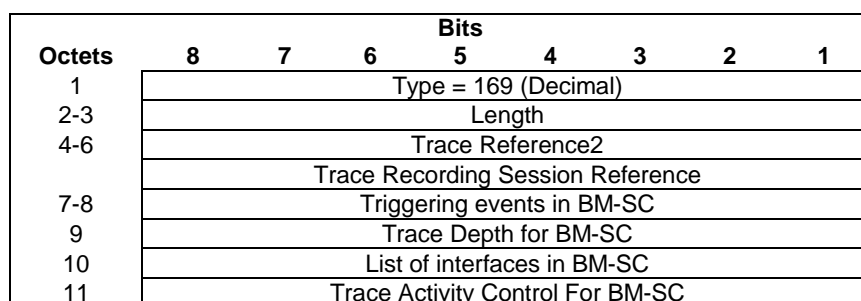 Bits
Octets 8 7 6 5 4 3 2 1
1 Type = 169 (Decimal)
2-3 Length
4-6 Trace Reference2
Trace Recording Session Reference
7-8 Triggering events in BM-SC
9 Trace Depth for BM-SC
10 List of interfaces in BM-SC
11 Trace Activity Control For BM-SC